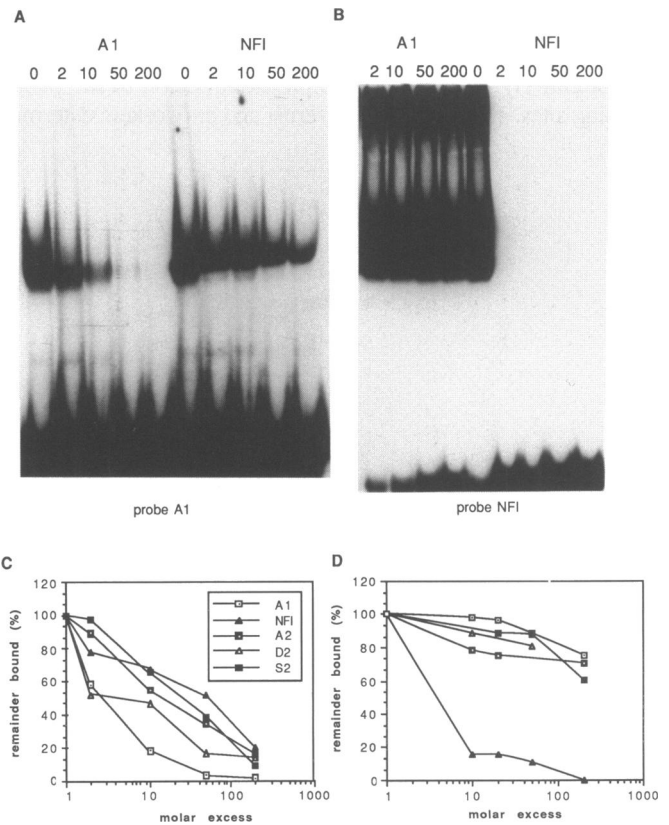 A
B
A1 NFI
0 2 10 50 200 0 2 10 50 200
A1 NFI
2 10 50 200 0 2 10 50 200
probe A1
probe NFI
C
D
120
100
80
60
40
20
0
remainder bound (%)
1 10 100 1000
molar excess
A1
NFI
A2
D2
S2
120
100
80
60
40
20
0
remainder bound (%)
1 10 100 1000
molar excess